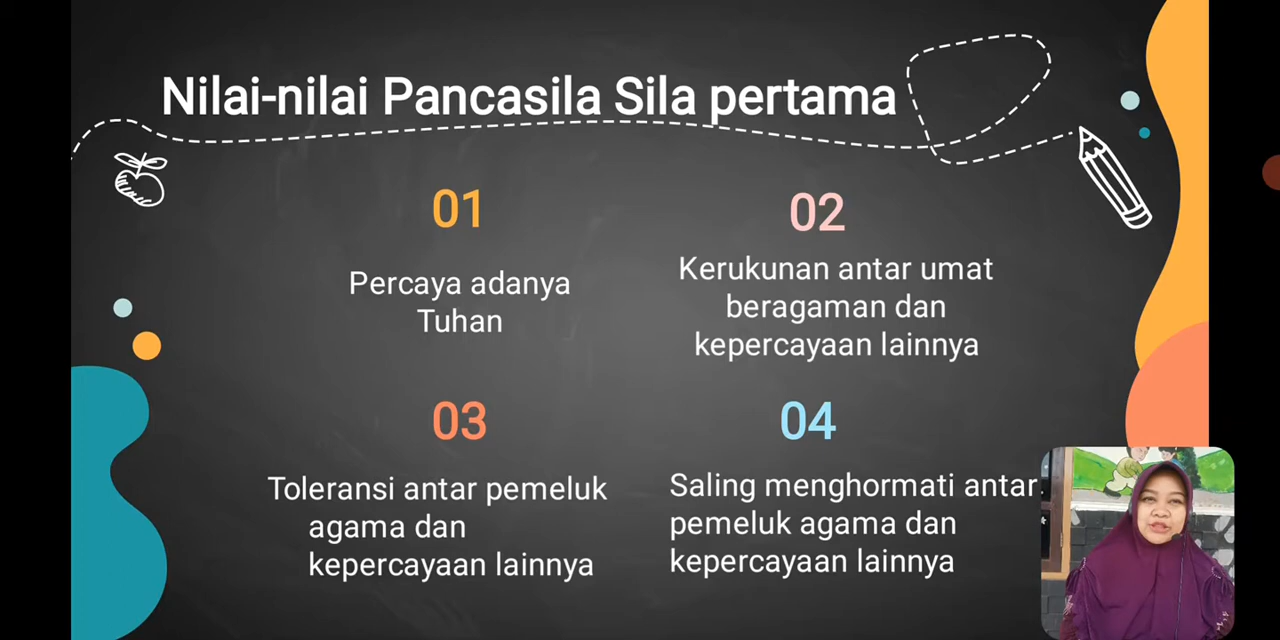 Nilai-nilai Pancasila Sila pertama
01
Percaya adanya
Tuhan
02
Kerukunan antar umat
beragaman dan
kepercayaan lainnya
03
Toleransi antar pemeluk
agama dan
kepercayaan lainnya
04
Saling menghormati antar
pemeluk agama dan
kepercayaan lainnya